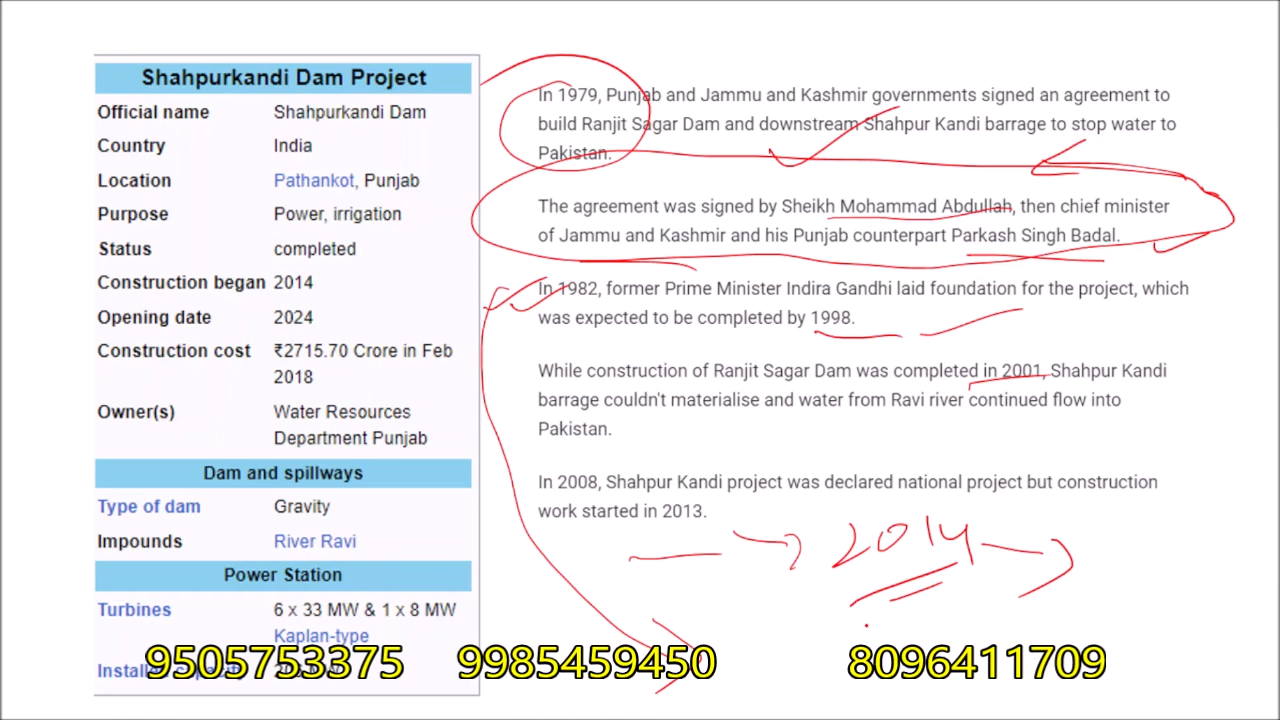 Shahpurkandi Dam Project
Official name Shahpurkandi Dam
Country India
Location Pathankot, Punjab
Purpose Power, irrigation
Status completed
Construction began 2014
Opening date 2024
Construction cost ₹2715.70 Crore in Feb
2018
Owner(s) Water Resources
Department Punjab
Dam and spillways
Type of dam Gravity
Impounds River Ravi
Power Station
Turbines 6 x 33 MW & 1 x 8 MW
Kaplan-type
In 1979, Punjab and Jammu and Kashmir governments signed an agreement to
build Ranjit Sagar Dam and downstream Shahpur Kandi barrage to stop water to
Pakistan.
The agreement was signed by Sheikh Mohammad Abdullah, then chief minister
of Jammu and Kashmir and his Punjab counterpart Parkash Singh Badal.
In 1982, former Prime Minister Indira Gandhi laid foundation for the project, which
was expected to be completed by 1998.
While construction of Ranjit Sagar Dam was completed in 2001, Shahpur Kandi
barrage couldn't materialise and water from Ravi river continued flow into
Pakistan.
In 2008, Shahpur Kandi project was declared national project but construction
work started in 2013.
2014
9505753375 9985459450 8096411709